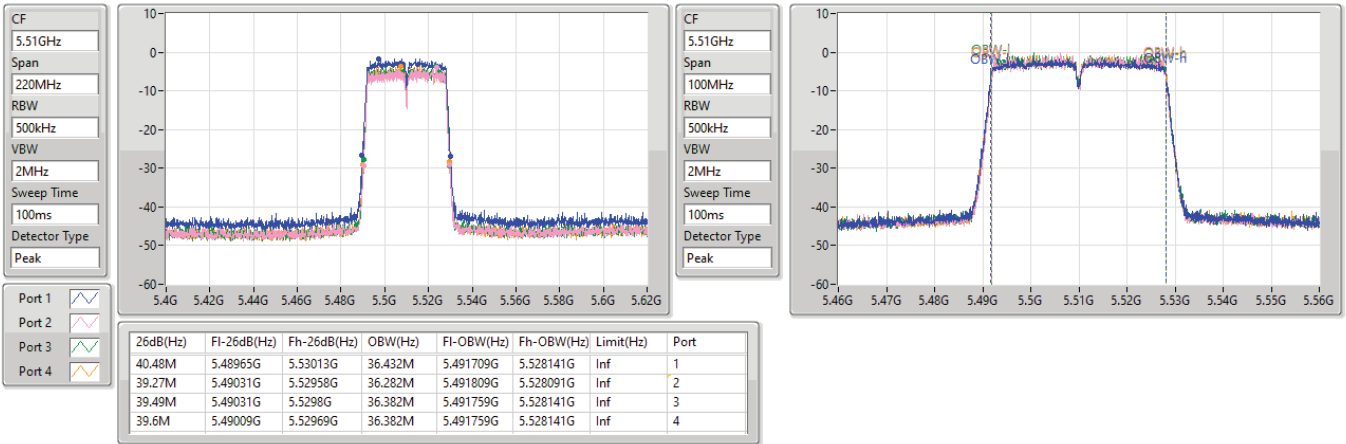 CF
5.51GHz
Span
220MHz
RBW
500kHz
VBW
2MHz
Sweep Time
100ms
Detector Type
Peak
10
0
-10
-20
-30
-40
-50
-60
5.4G 5.42G 5.44G 5.46G 5.48G 5.5G 5.52G 5.54G 5.56G 5.58G 5.6G 5.62G
CF
5.51GHz
Span
100MHz
RBW
500kHz
VBW
2MHz
Sweep Time
100ms
Detector Type
Peak
10
0
-10
-20
-30
-40
-50
-60
OBW-h
5.46G 5.47G 5.48G 5.49G 5.5G 5.51G 5.52G 5.53G 5.54G 5.55G 5.56G
Port 1
Port 2
Port 3
Port 4
26dB(Hz) Fl-26dB(Hz) Fh-26dB(Hz) OBW(Hz) Fl-OBW(Hz) Fh-OBW(Hz) Limit(Hz) Port
40.48M 5.48965G 5.53013G 36.432M 5.491709G 5.528141G Inf 1
39.27M 5.49031G 5.52958G 36.282M 5.491809G 5.528091G Inf 2
39.49M 5.49031G 5.5298G 36.382M 5.491759G 5.528141G Inf 3
39.6M 5.49009G 5.52969G 36.382M 5.491759G 5.528141G Inf 4